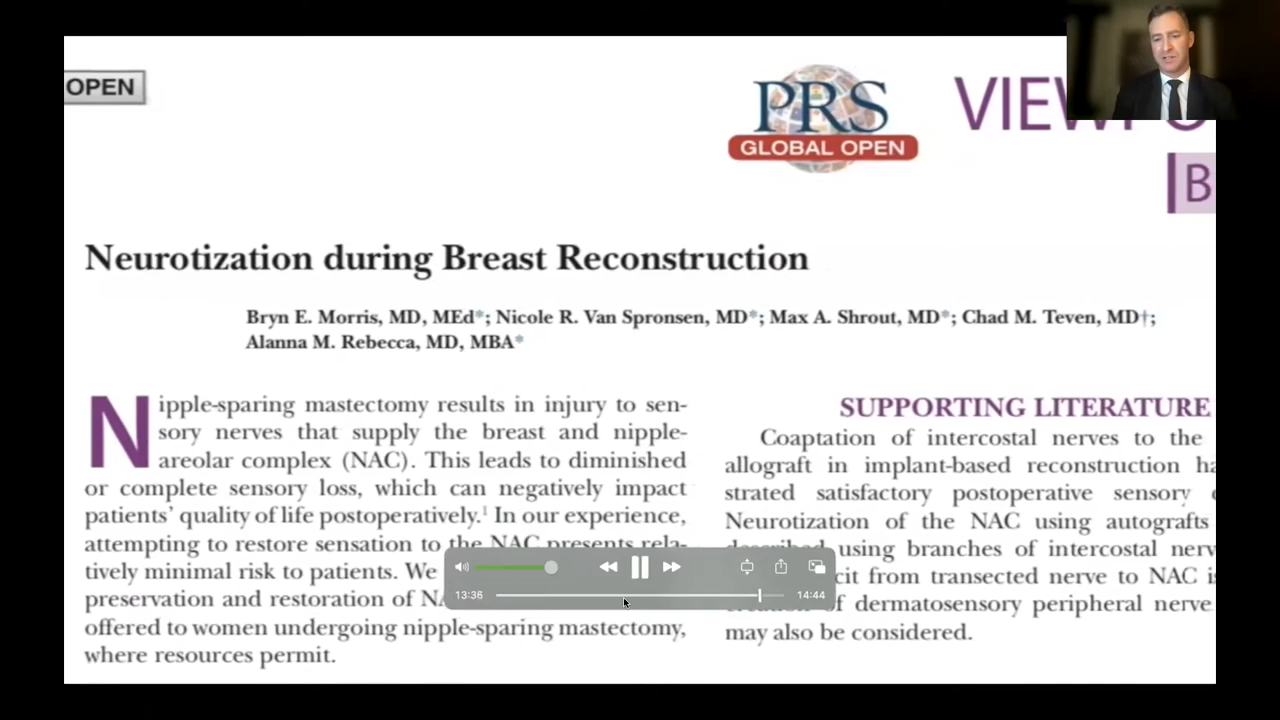 OPEN
PRS
GLOBAL OPEN
B
Neurotization during Breast Reconstruction
Bryn E. Morris, MD, MEd*; Nicole R. Van Spronsen, MD*; Max A. Shrout, MD*; Chad M. Teven, MD†;
Alanna M. Rebecca, MD, MBA*
Nipple-sparing mastectomy results in injury to sen-
sory nerves that supply the breast and nipple-
areolar complex (NAC). This leads to diminished
or complete sensory loss, which can negatively impact
patients’ quality of life postoperatively.1 In our experience,
attempting to restore sensation to the NAC presents rela-
tively minimal risk to patients. We
preservation and restoration of NA
offered to women undergoing nipple-sparing mastectomy,
where resources permit.
SUPPORTING LITERATURE
Coaptation of intercostal nerves to the
allograft in implant-based reconstruction ha
strated satisfactory postoperative sensory
Neurotization of the NAC using autografts
described using branches of intercostal nerv
cit from transected nerve to NAC is
of dermatosensory peripheral nerve
may also be considered.
13:36
14:44